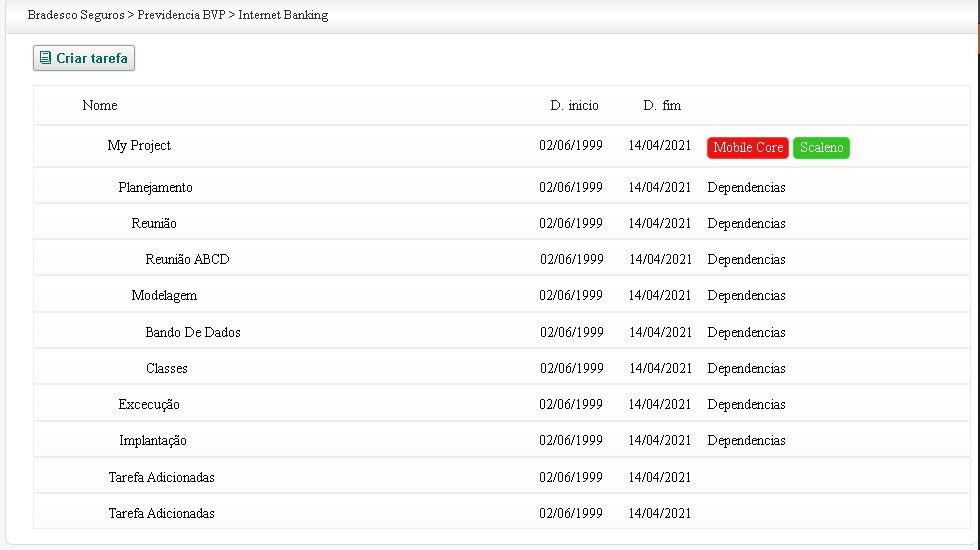 Bradesco Seguros > Previdencia BVP > Internet Banking
Criar tarefa
Nome D. inicio D. fim
My Project 02/06/1999 14/04/2021 Mobile Core Scaleno
Planejamento 02/06/1999 14/04/2021 Dependencias
Reunião 02/06/1999 14/04/2021 Dependencias
Reunião ABCD 02/06/1999 14/04/2021 Dependencias
Modelagem 02/06/1999 14/04/2021 Dependencias
Bando De Dados 02/06/1999 14/04/2021 Dependencias
Classes 02/06/1999 14/04/2021 Dependencias
Excecução 02/06/1999 14/04/2021 Dependencias
Implantação 02/06/1999 14/04/2021 Dependencias
Tarefa Adicionadas 02/06/1999 14/04/2021
Tarefa Adicionadas 02/06/1999 14/04/2021